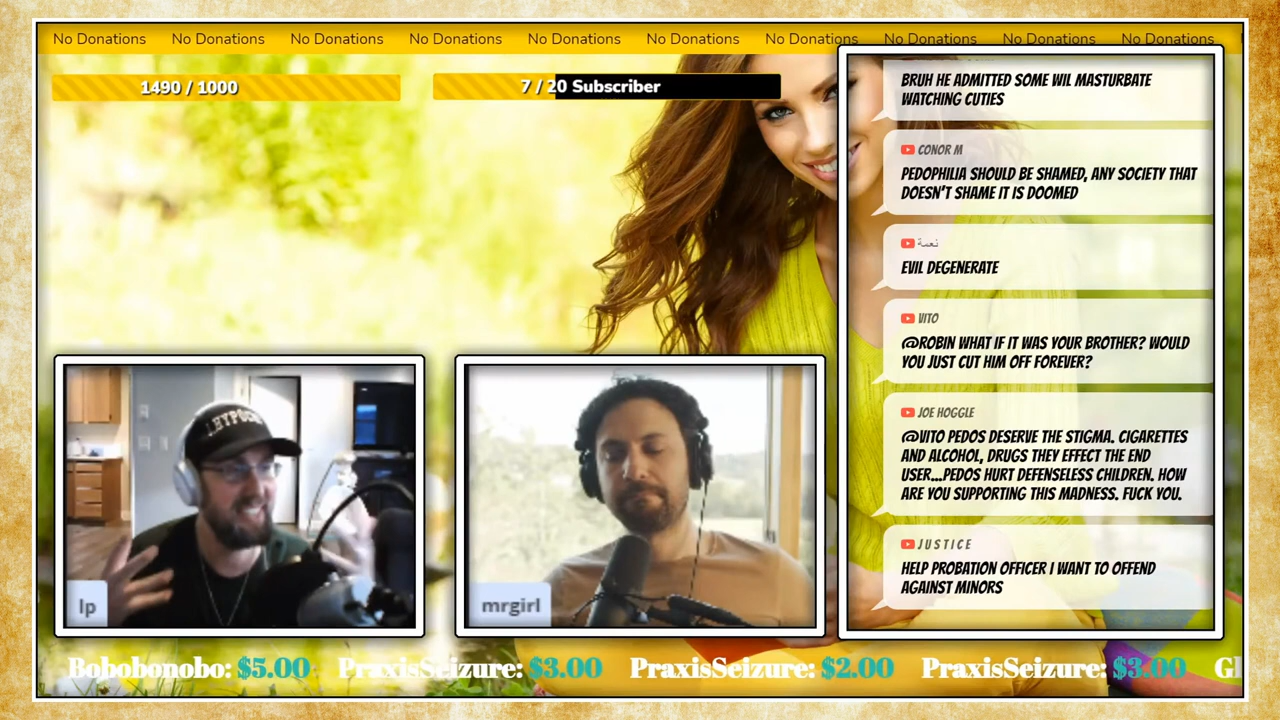 No Donations No Donations No Donations No Donations No Donations No Donations No Donations No Donations No Donations No Donations
1490 / 1000
7 / 20 Subscriber
BRUH HE ADMITTED SOME WIL MASTURBATE
WATCHING CUTIES
CONOR M
PEDOPHILIA SHOULD BE SHAMED, ANY SOCIETY THAT
DOESN'T SHAME IT IS DOOMED
نعمة
EVIL DEGENERATE
VITO
@ROBIN WHAT IF IT WAS YOUR BROTHER? WOULD
YOU JUST CUT HIM OFF FOREVER?
JOE HOGGLE
@VITO PEDOS DESERVE THE STIGMA. CIGARETTES
AND ALCOHOL, DRUGS THEY EFFECT THE END
USER...PEDOS HURT DEFENSELESS CHILDREN. HOW
ARE YOU SUPPORTING THIS MADNESS. FUCK YOU.
J U S T I C E
HELP PROBATION OFFICER I WANT TO OFFEND
AGAINST MINORS
lp
mrgirl
Bobobonobo: $5.00 PraxisSeizure: $3.00 PraxisSeizure: $2.00 PraxisSeizure: $3.00